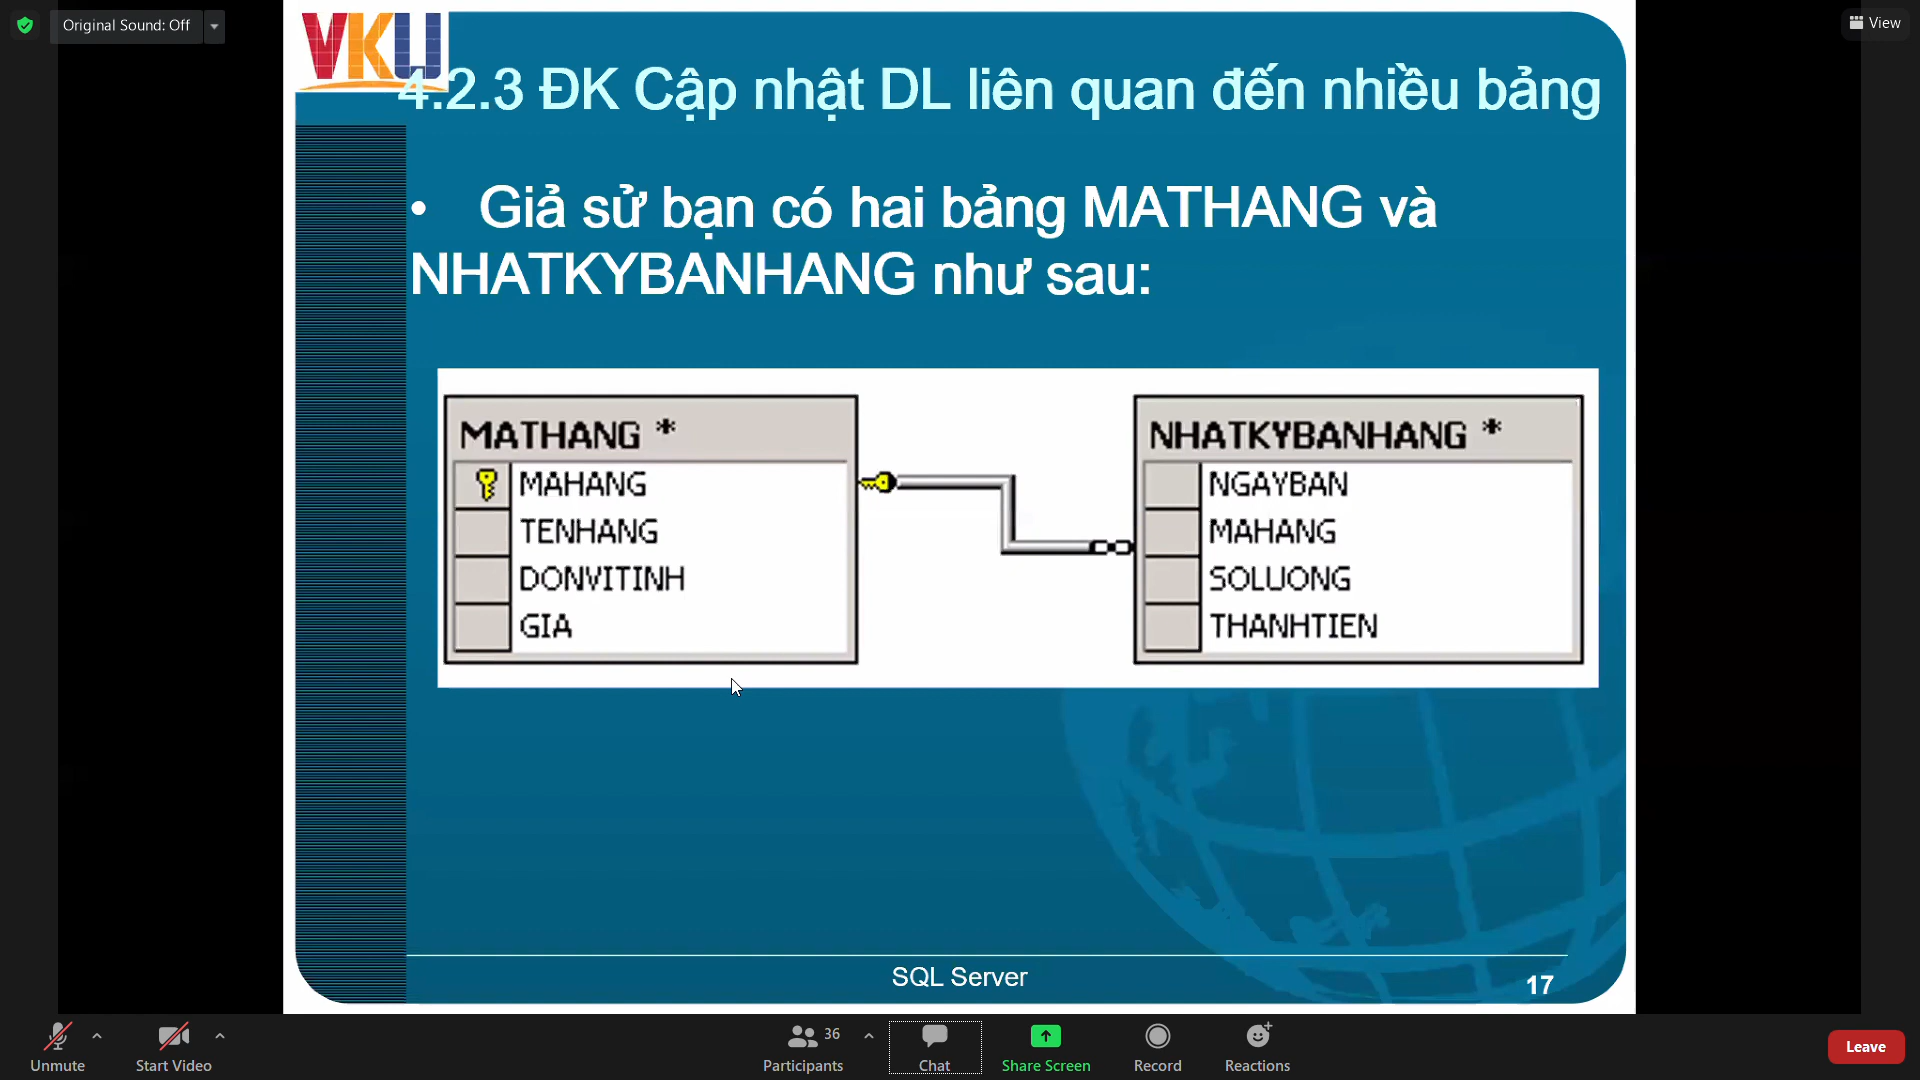 Original Sound: Off
View
VKU
4.2.3 ĐK Cập nhật DL liên quan đến nhiều bảng
• Giả sử bạn có hai bảng MATHANG và
NHATKYBANHANG như sau:
MATHANG *
MAHANG
TENHANG
DONVITINH
GIA
NHATKYBANHANG *
NGAYBAN
MAHANG
SOLUONG
THANHTIEN
SQL Server
17
Unmute
Start Video
36
Participants
Chat
Share Screen
Record
Reactions
Leave